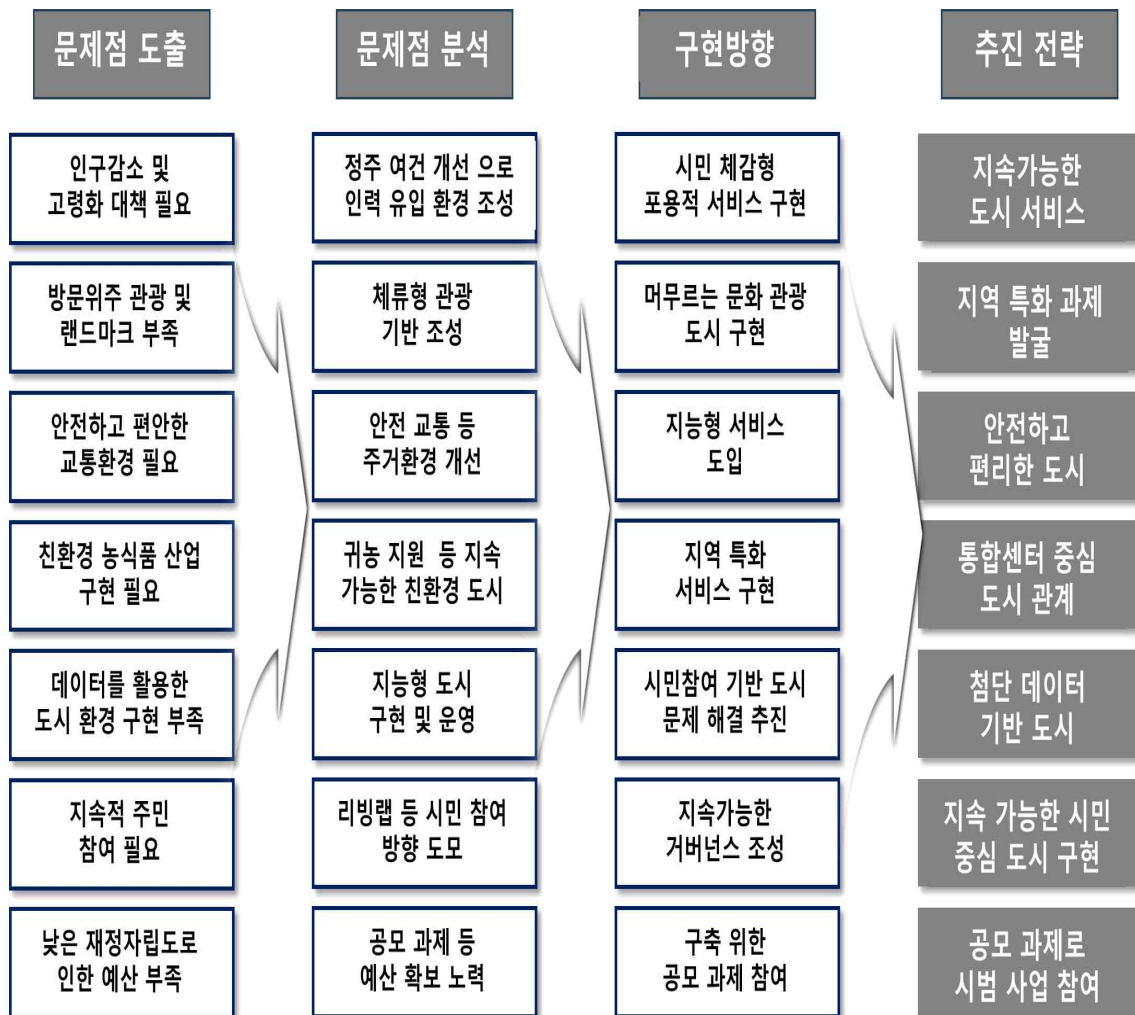 문제점 도출
문제점 분석
구현방향
추진 전략
인구감소 및
고령화 대책 필요
정주 여건 개선 으로
인력 유입 환경 조성
시민 체감형
포용적 서비스 구현
지속가능한
도시 서비스
방문위주 관광 및
랜드마크 부족
체류형 관광
기반 조성
머무르는 문화 관광
도시 구현
지역 특화 과제
발굴
안전하고 편안한
교통환경 필요
안전 교통 등
주거환경 개선
지능형 서비스
도입
안전하고
편리한 도시
친환경 농식품 산업
구현 필요
귀농 지원 등 지속
가능한 친환경 도시
지역 특화
서비스 구현
통합센터 중심
도시 관계
데이터를 활용한
도시 환경 구현 부족
지능형 도시
구현 및 운영
시민참여 기반 도시
문제 해결 추진
첨단 데이터
기반 도시
지속적 주민
참여 필요
리빙랩 등 시민 참여
방향 도모
지속가능한
거버넌스 조성
지속 가능한 시민
중심 도시 구현
낮은 재정자립도로
인한 예산 부족
공모 과제 등
예산 확보 노력
구축 위한
공모 과제 참여
공모 과제로
시범 사업 참여